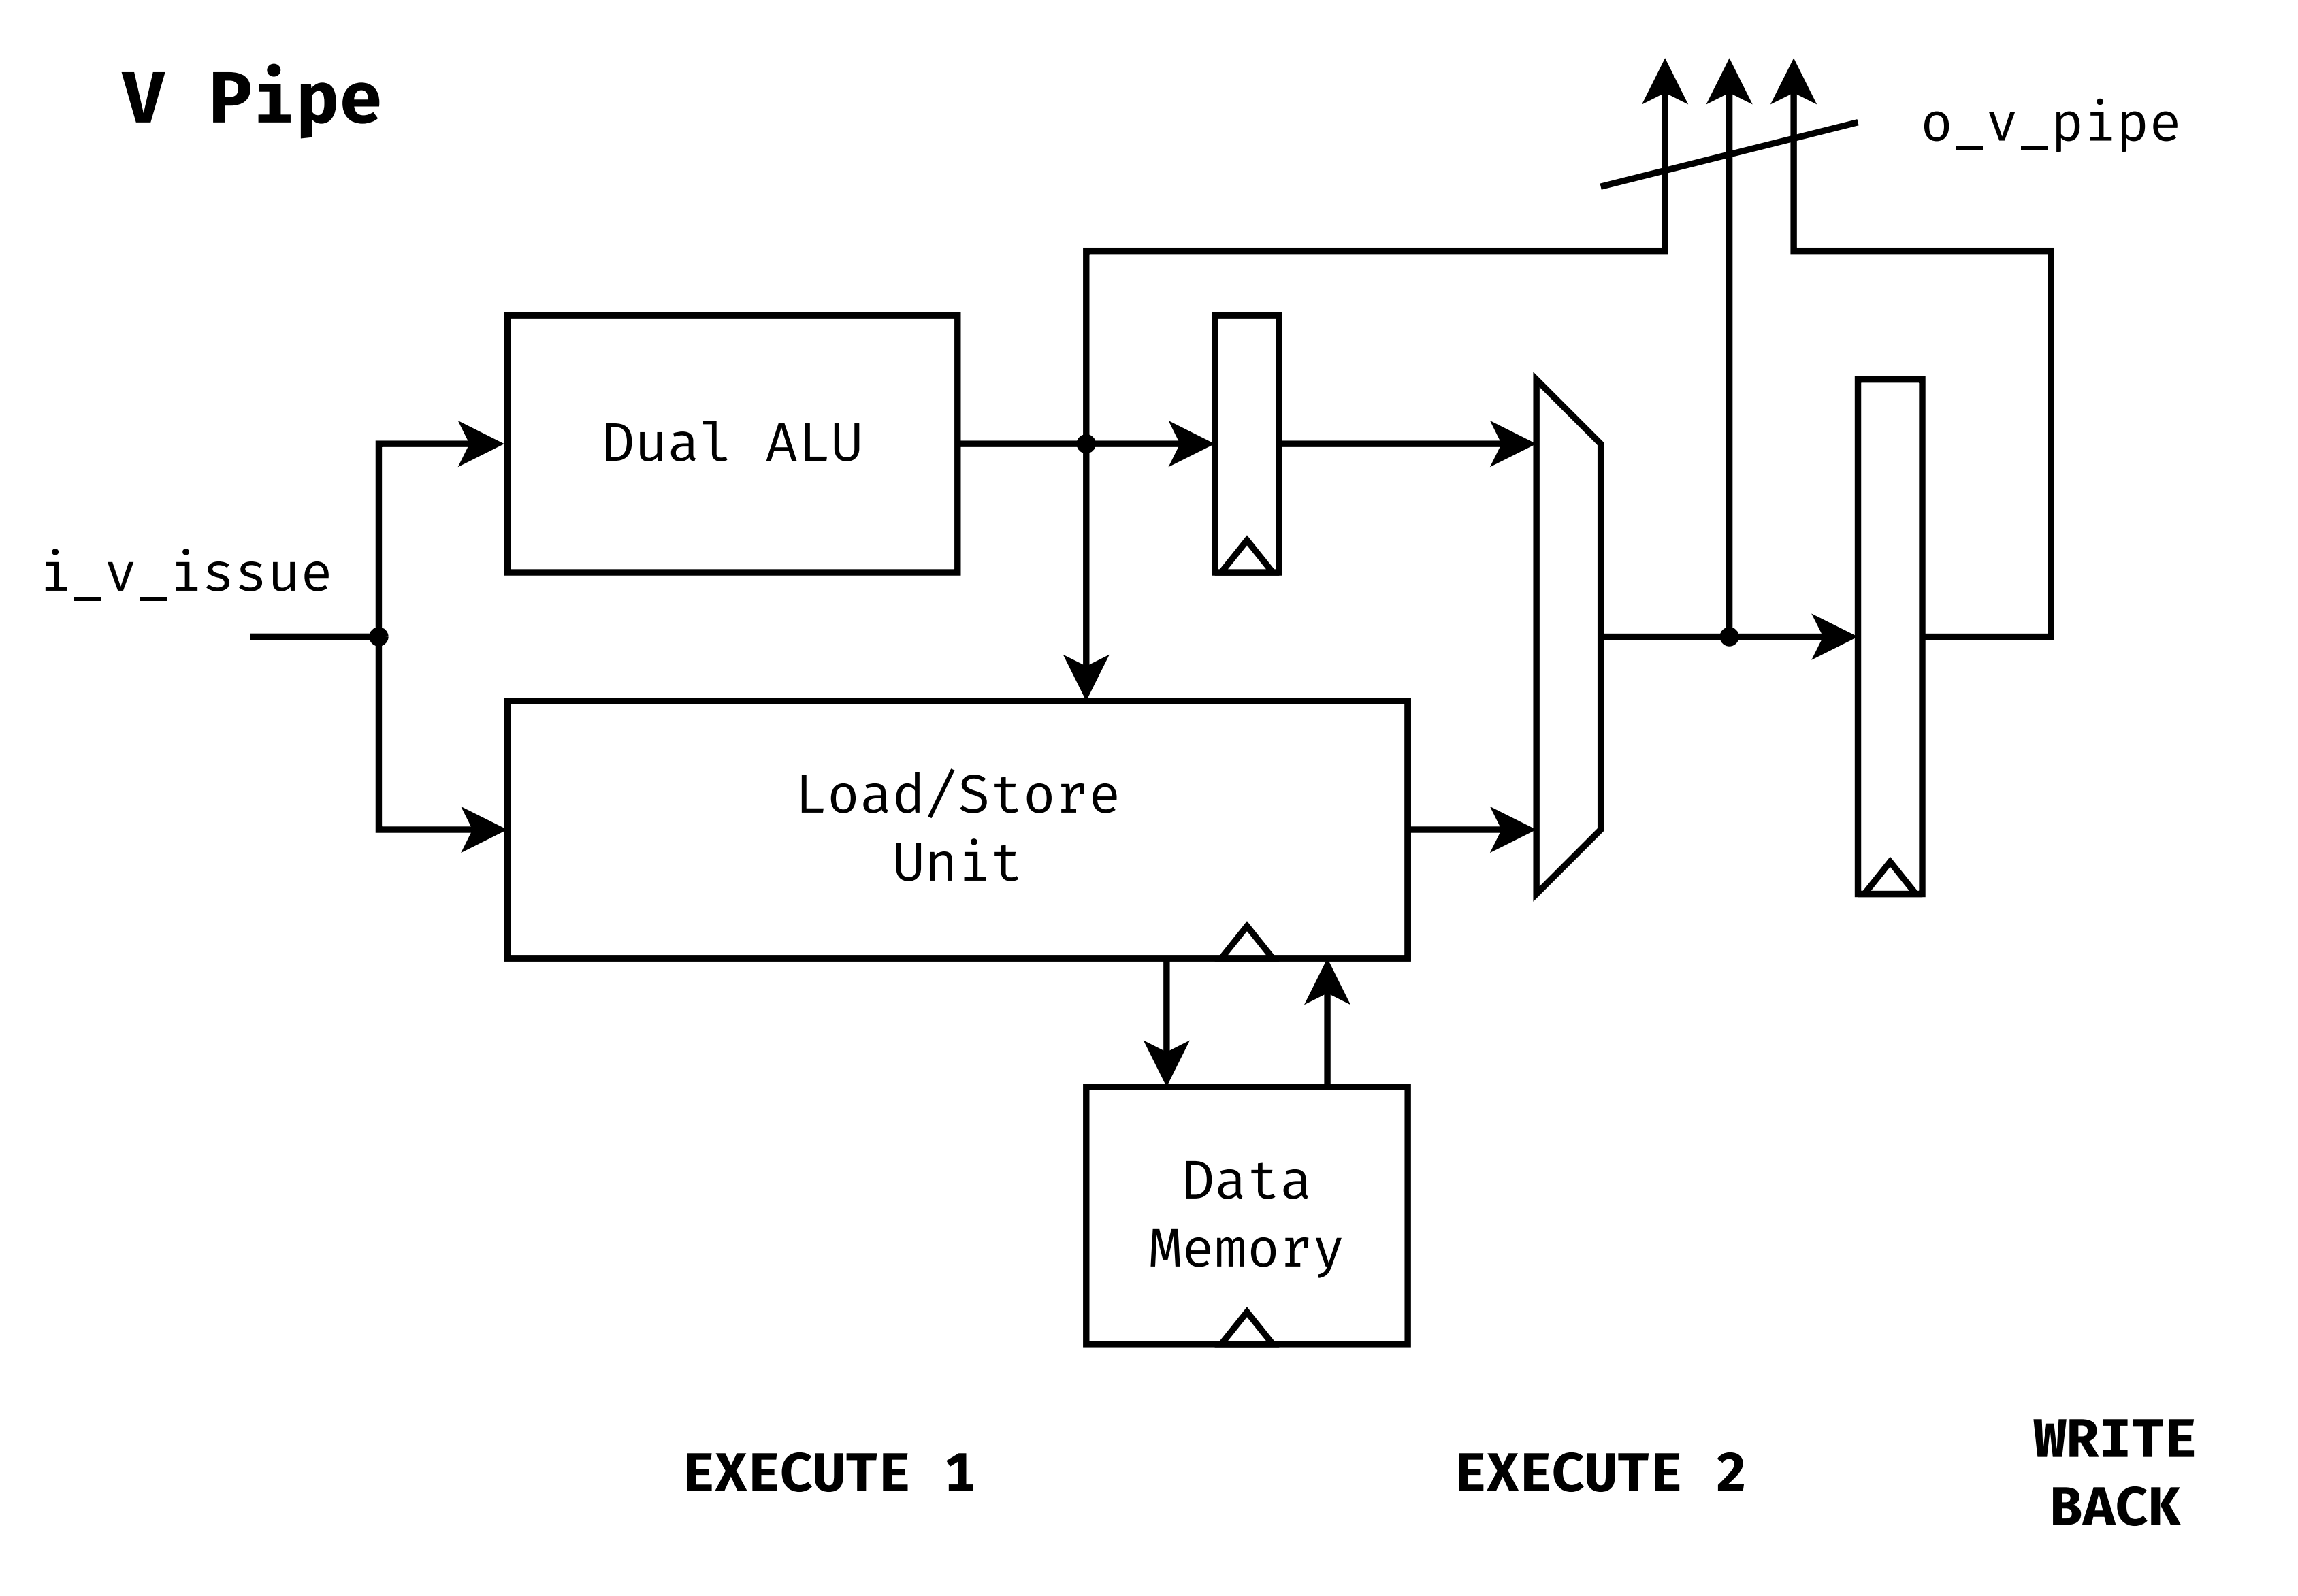 V Pipe
o_v_pipe
Dual ALU
i_v_issue
Load/Store
Unit
Data
Memory
EXECUTE 1
EXECUTE 2
WRITE
BACK